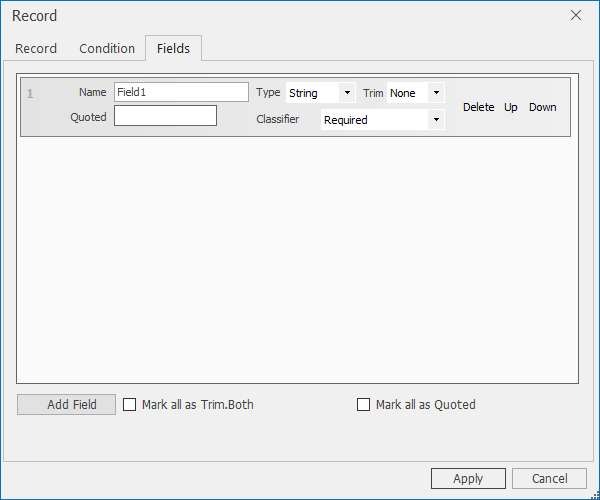 Record
Record Condition Fields
1 Name Field1 Type String Trim None
Delete Up Down
Quoted Classifier Required
Add Field Mark all as Trim.Both Mark all as Quoted
Apply Cancel